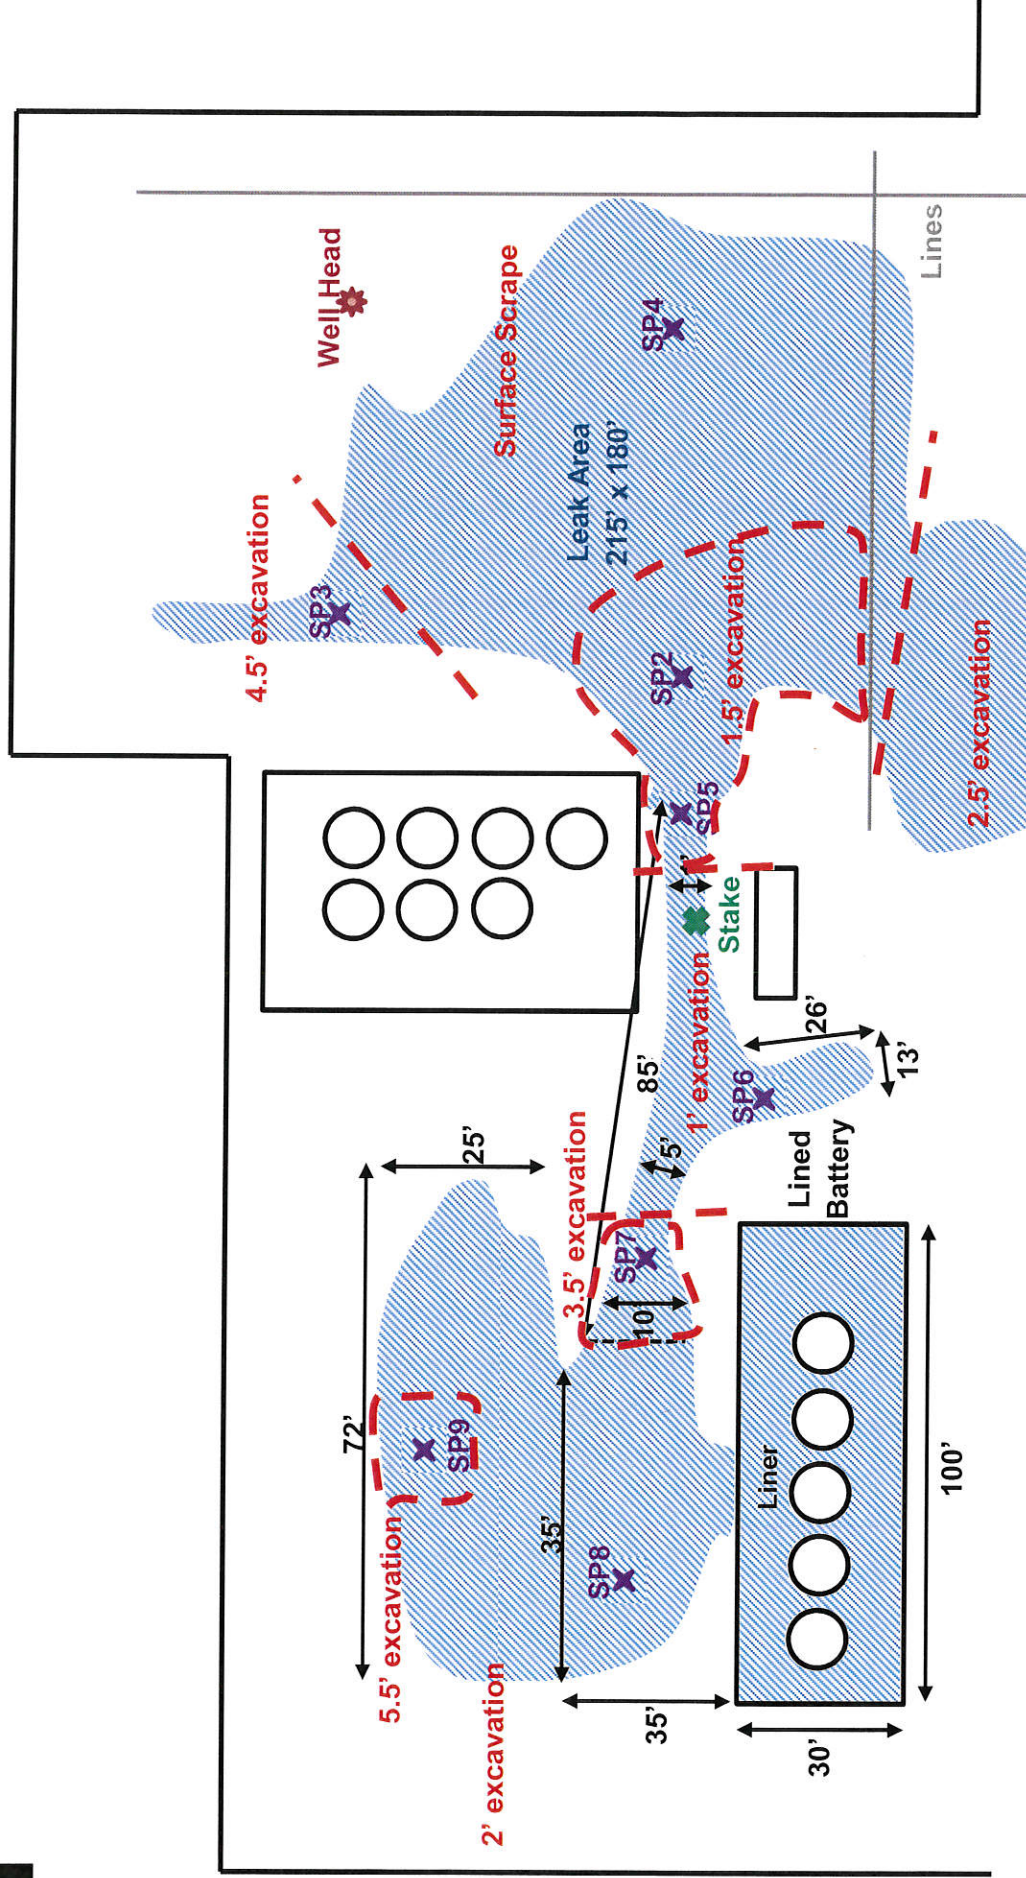 Well Head
Surface Scrape
SP4
Lines
4.5' excavation
Leak Area
215' x 180'
SP3
SP2
1.5' excavation
2.5' excavation
SP5
Stake
1' excavation
26'
13'
85'
SP6
5'
25'
3.5' excavation
SP7
10'
Lined
Battery
72'
SP9
35'
SP8
5.5' excavation
2' excavation
35'
Liner
100'
30'